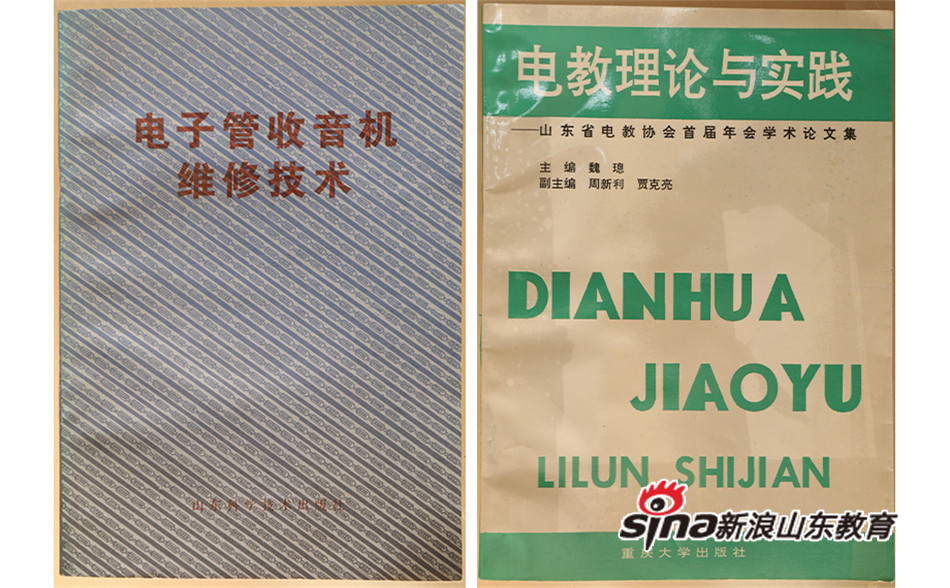 电子管收音机
维修技术
山东科学技术出版社
电教理论与实践
——山东省电教协会首届年会学术论文集
主编 魏璁
副主编 周新利 贾克亮
DIANHUA
JIAOYU
LILUN SHIJIAN
重庆大学出版社
sina新浪山东教育